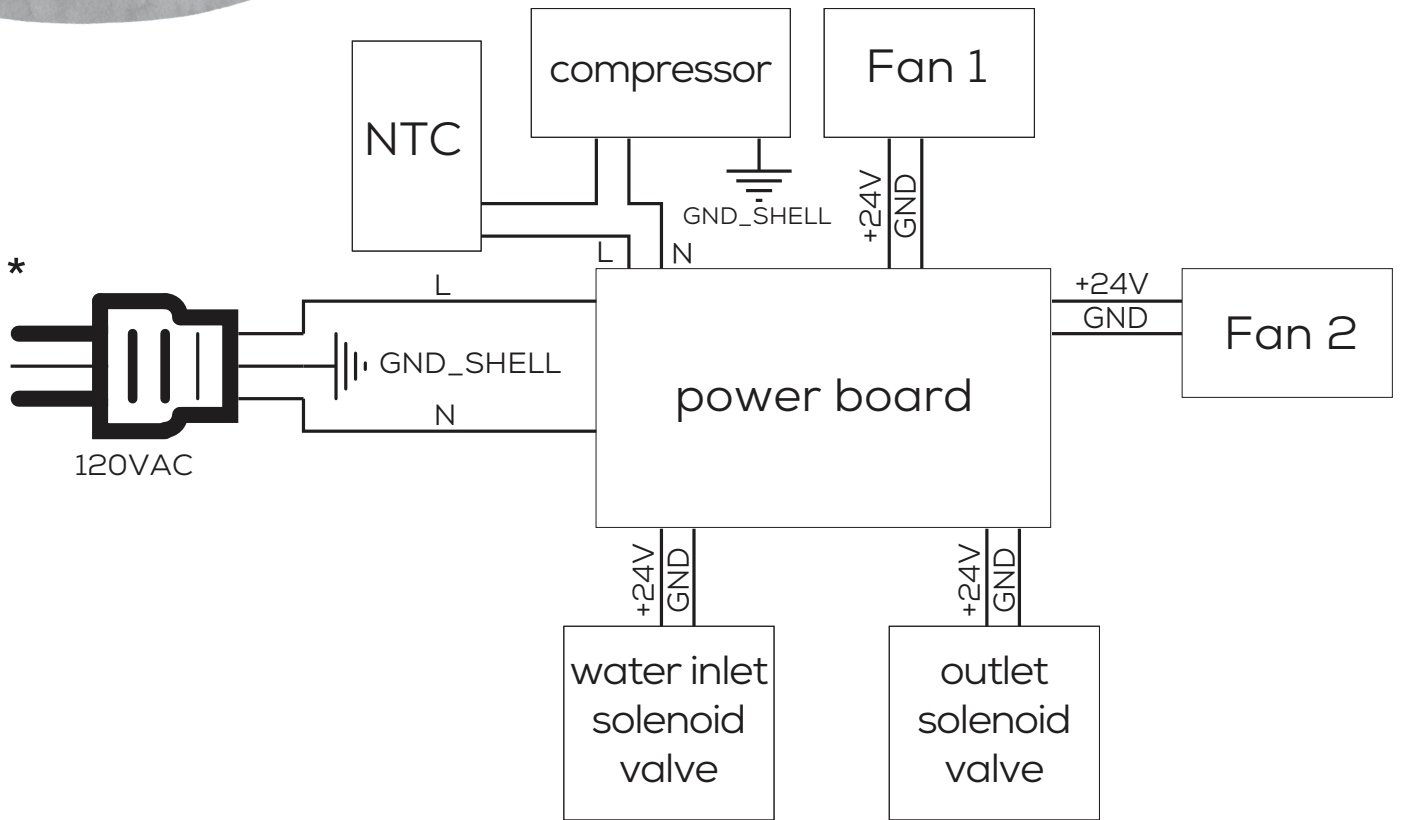 compressor
Fan 1
NTC
+24V
GND
GND_SHELL
L
N
*
L
+24V
GND
Fan 2
GND_SHELL
power board
N
120VAC
+24V
GND
+24V
GND
water inlet
solenoid
valve
outlet
solenoid
valve